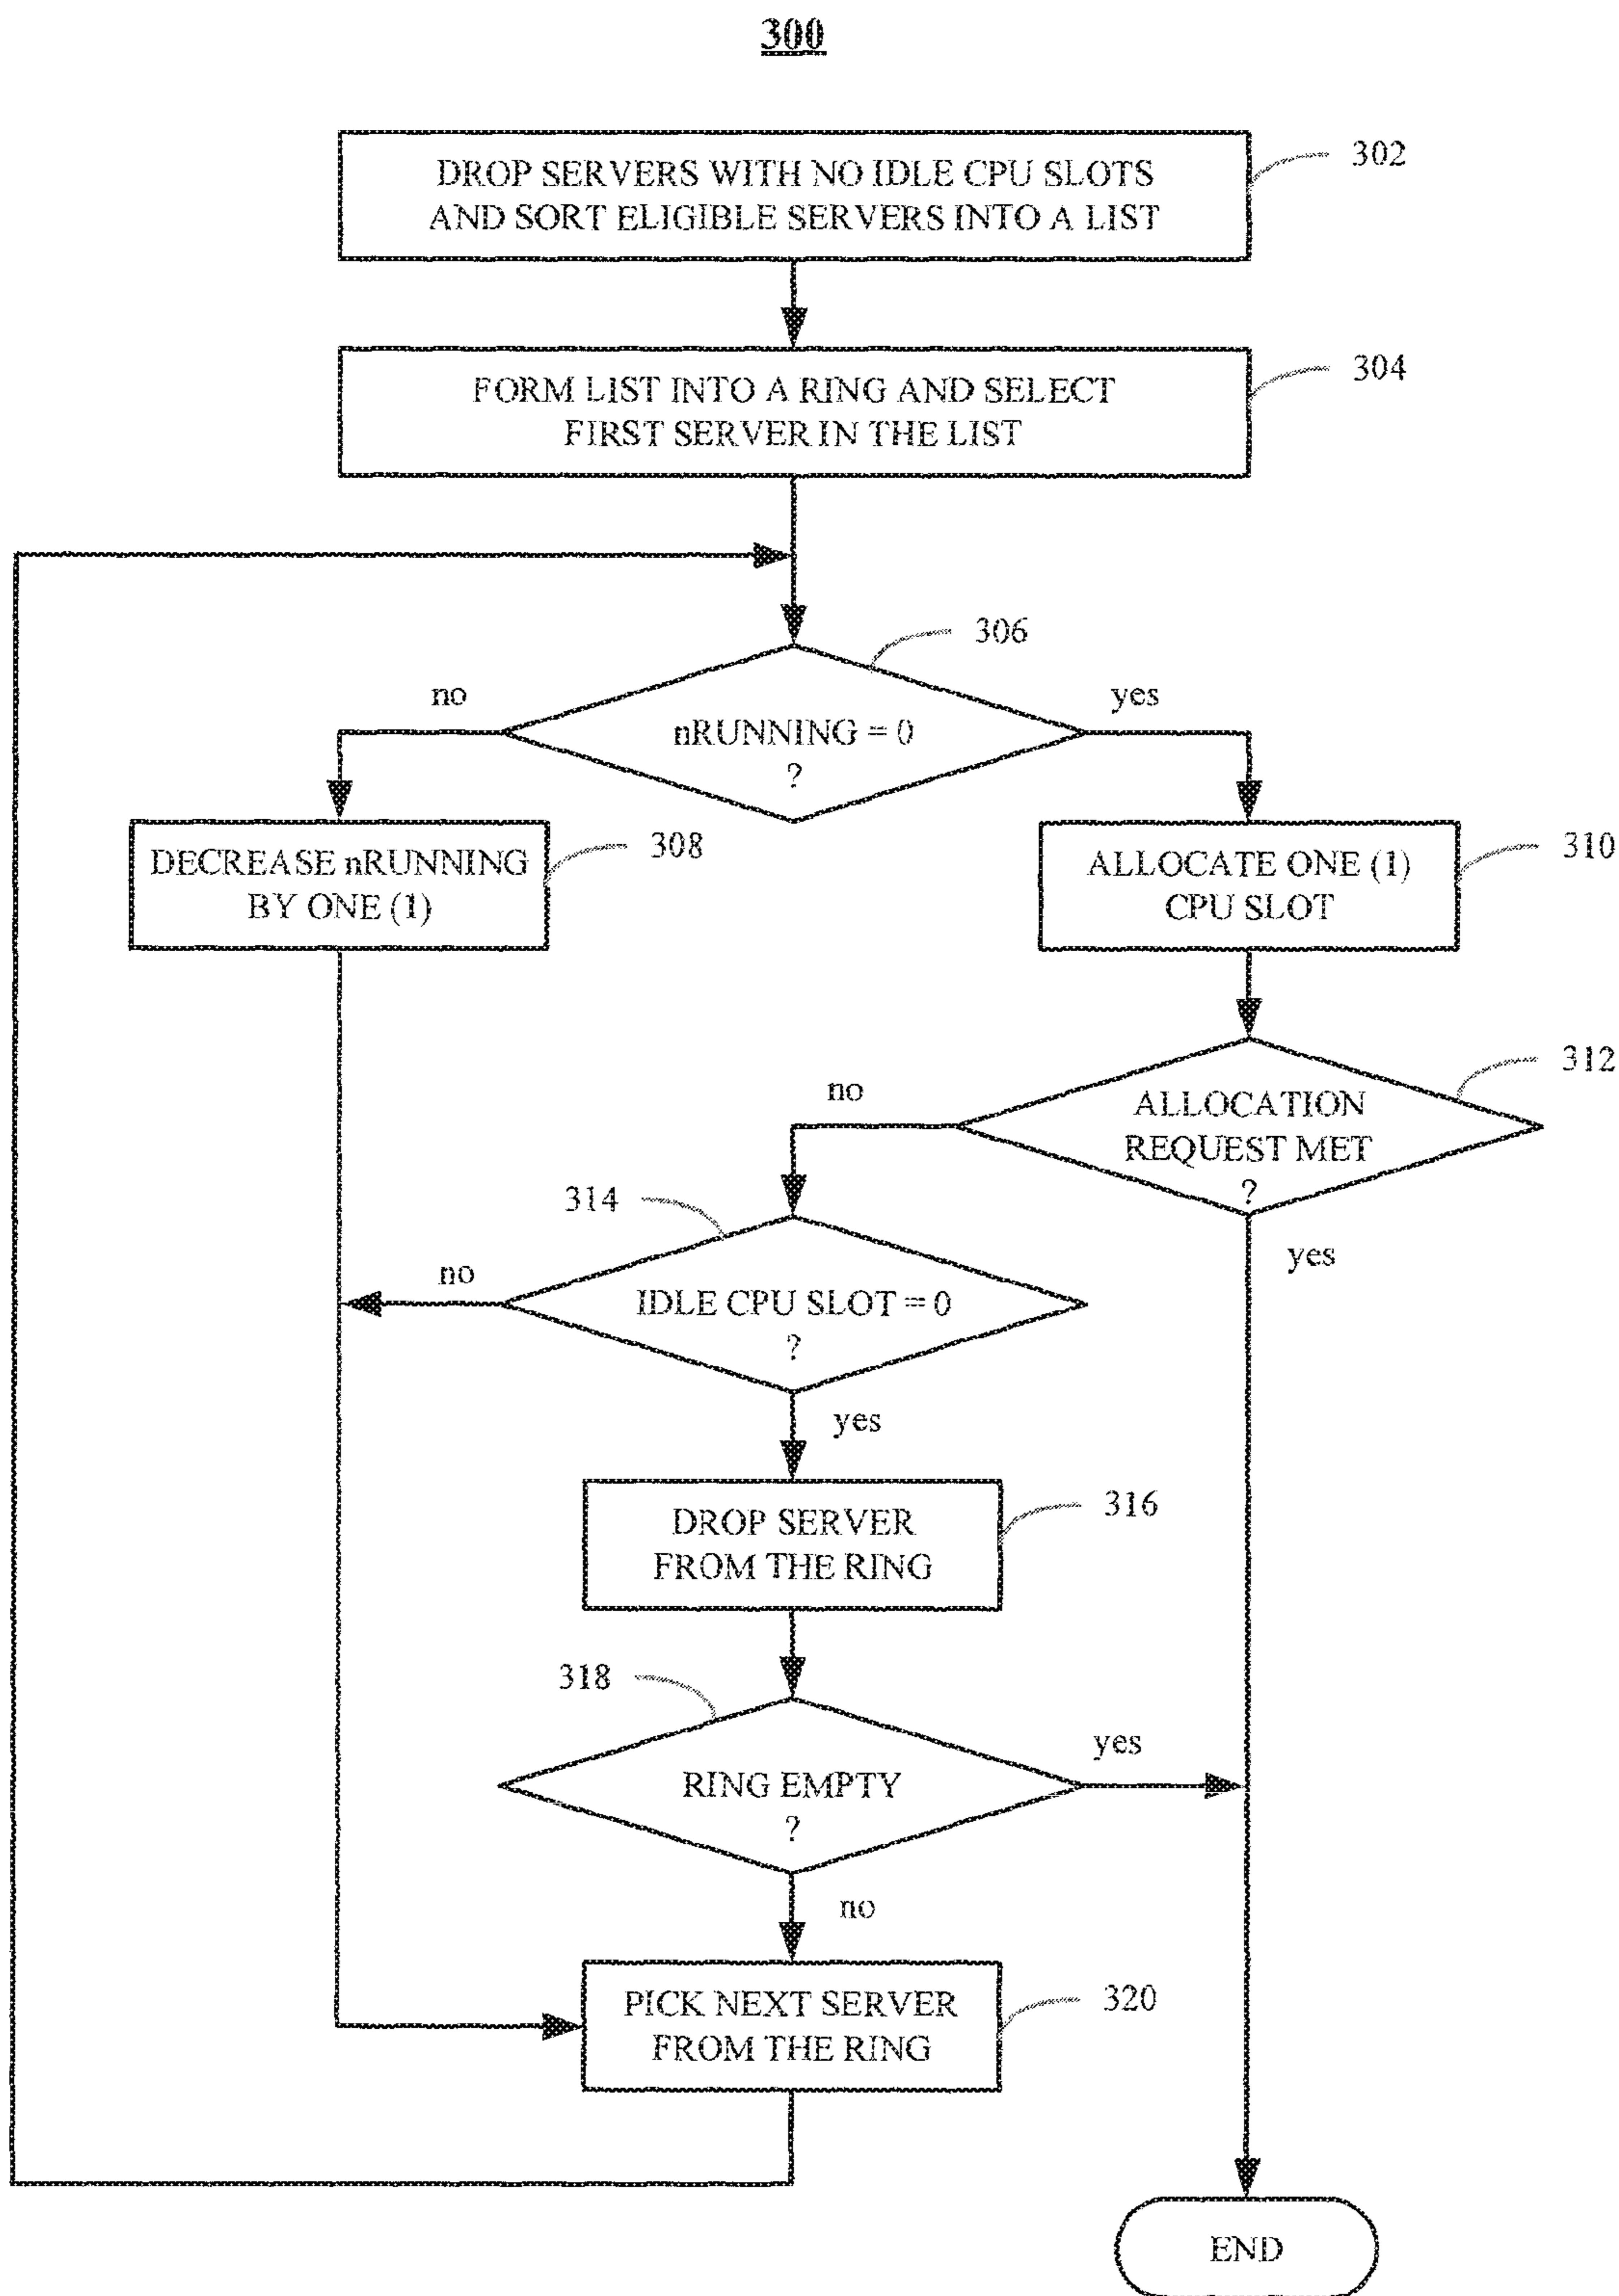 300
DROP SERVERS WITH NO IDLE CPU SLOTS
AND SORT ELIGIBLE SERVERS INTO A LIST
302
FORM LIST INTO A RING AND SELECT
FIRST SERVER IN THE LIST
304
306
no
yes
nRUNNING = 0
?
DECREASE nRUNNING
BY ONE (1)
308
ALLOCATE ONE (1)
CPU SLOT
310
312
no
ALLOCATION
REQUEST MET
?
yes
314
no
IDLE CPU SLOT = 0
?
yes
DROP SERVER
FROM THE RING
316
318
yes
RING EMPTY
?
no
PICK NEXT SERVER
FROM THE RING
320
END